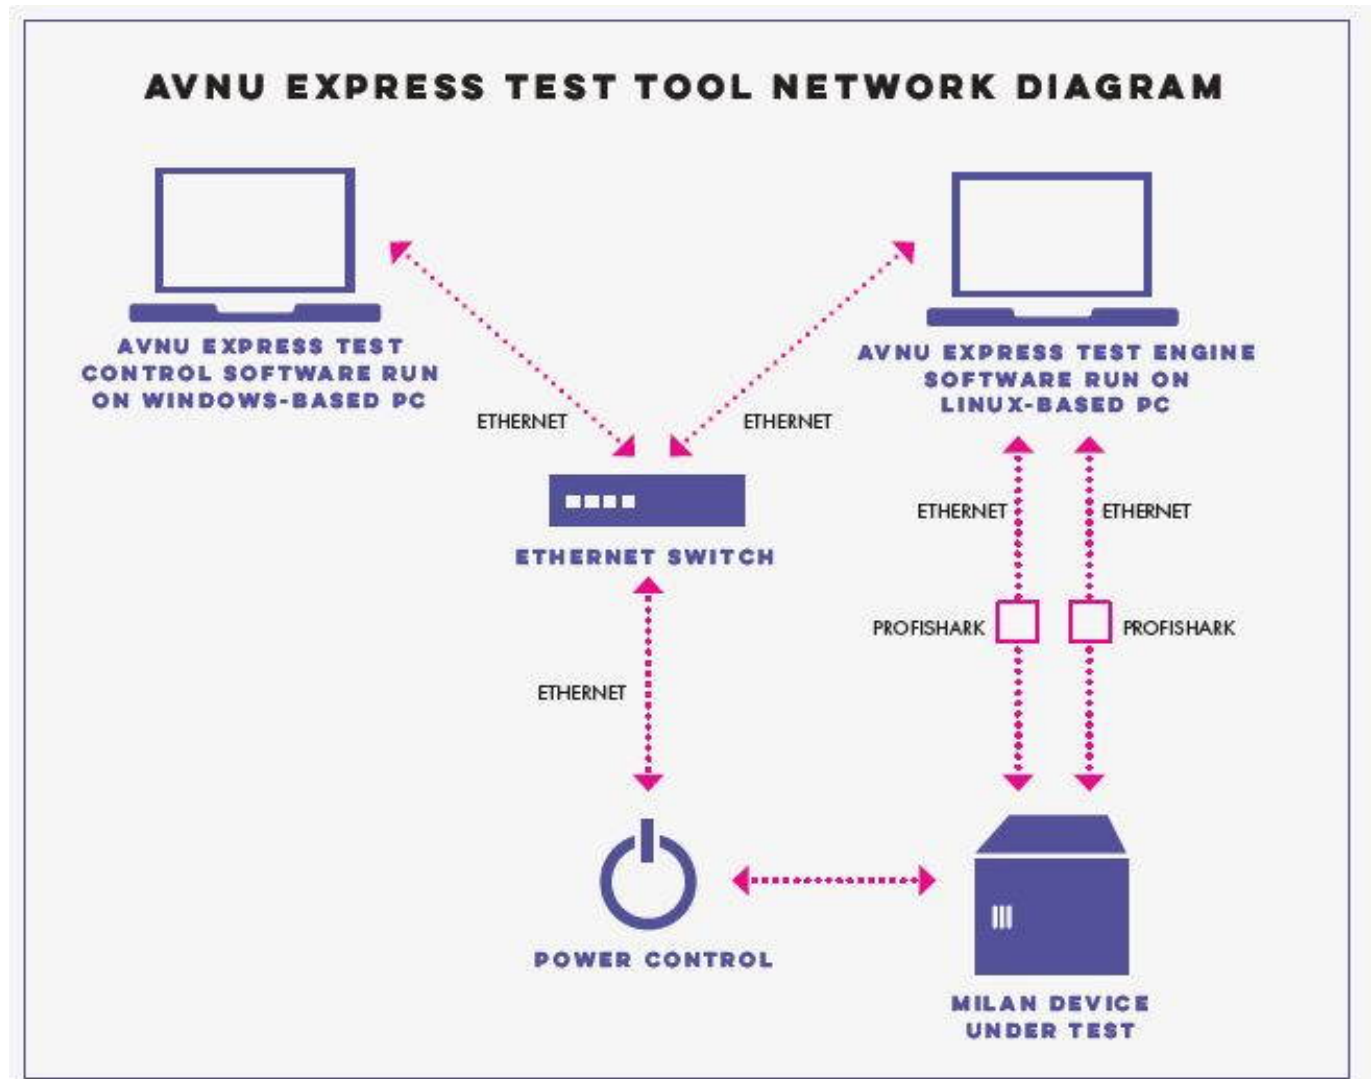 AVNU EXPRESS TEST TOOL NETWORK DIAGRAM
AVNU EXPRESS TEST
CONTROL SOFTWARE RUN
ON WINDOWS-BASED PC
AVNU EXPRESS TEST ENGINE
SOFTWARE RUN ON
LINUX-BASED PC
ETHERNET
ETHERNET
ETHERNET SWITCH
ETHERNET
ETHERNET
PROFISHARK
PROFISHARK
ETHERNET
POWER CONTROL
MILAN DEVICE
UNDER TEST